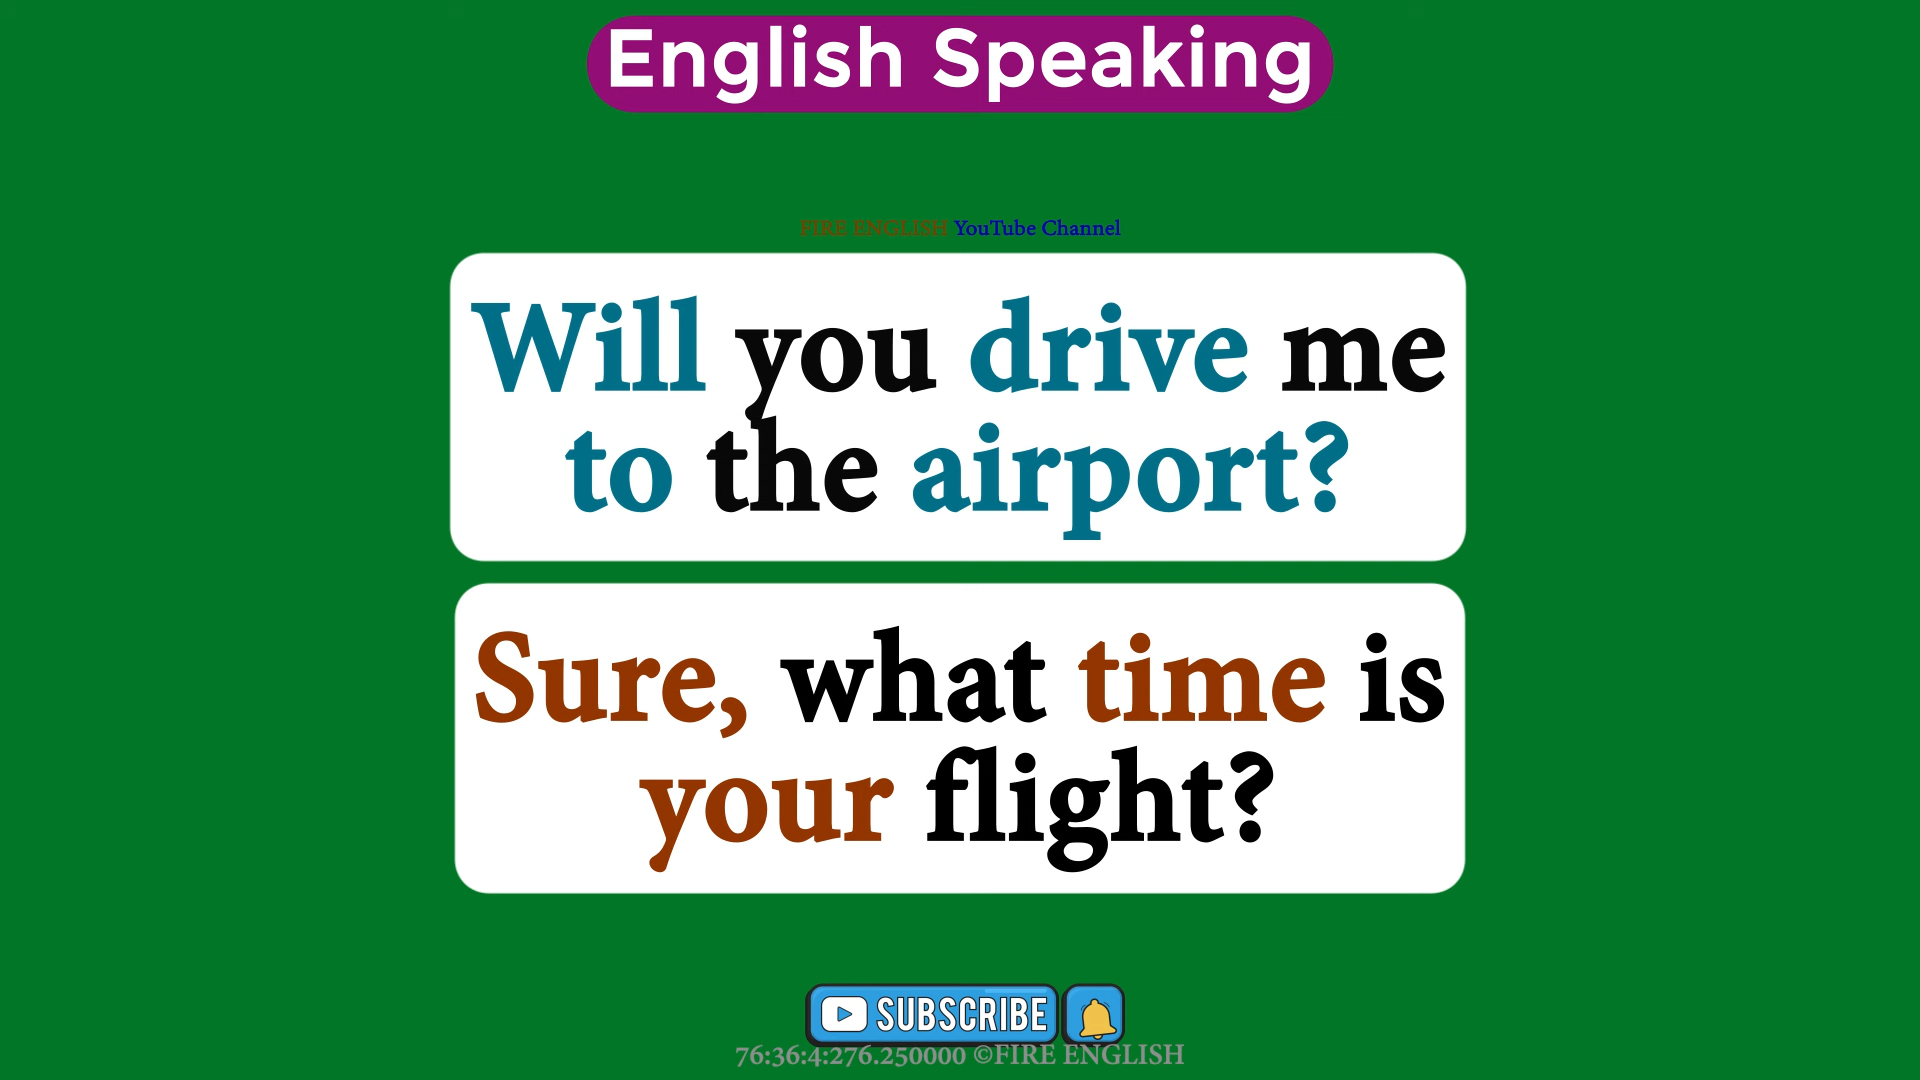 English Speaking
FIRE ENGLISH YouTube Channel
Will you drive me
to the airport?
Sure, what time is
your flight?
SUBSCRIBE
76:36:4:276.250000 ©FIRE ENGLISH